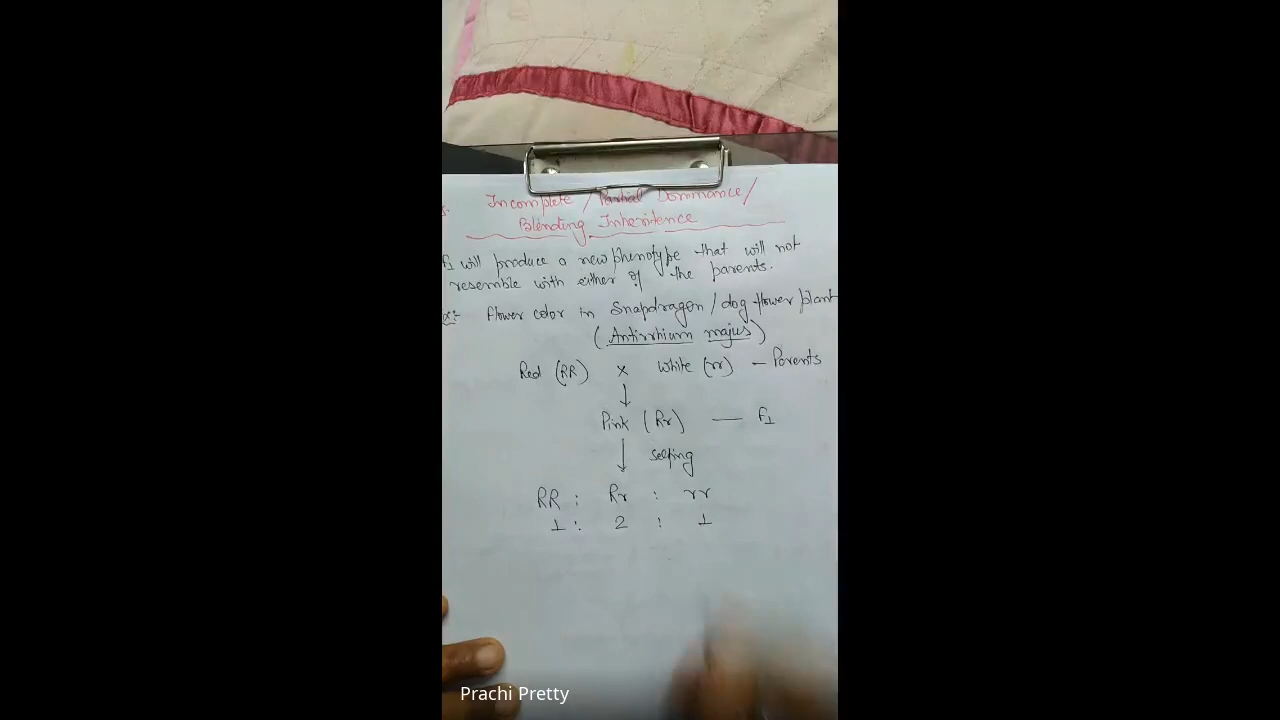 Incomplete / Partial Dominance /
Blending Inheritence
F1 will produce a new phenotype that will not
resemble with either of the parents.
Ex:- Flower color in Snapdragon / dog flower plant
(Antirrhium majus)
Red (RR) x White (rr) - Parents
Pink (Rr) — F1
selfing
RR : Rr : rr
1 : 2 : 1
Prachi Pretty